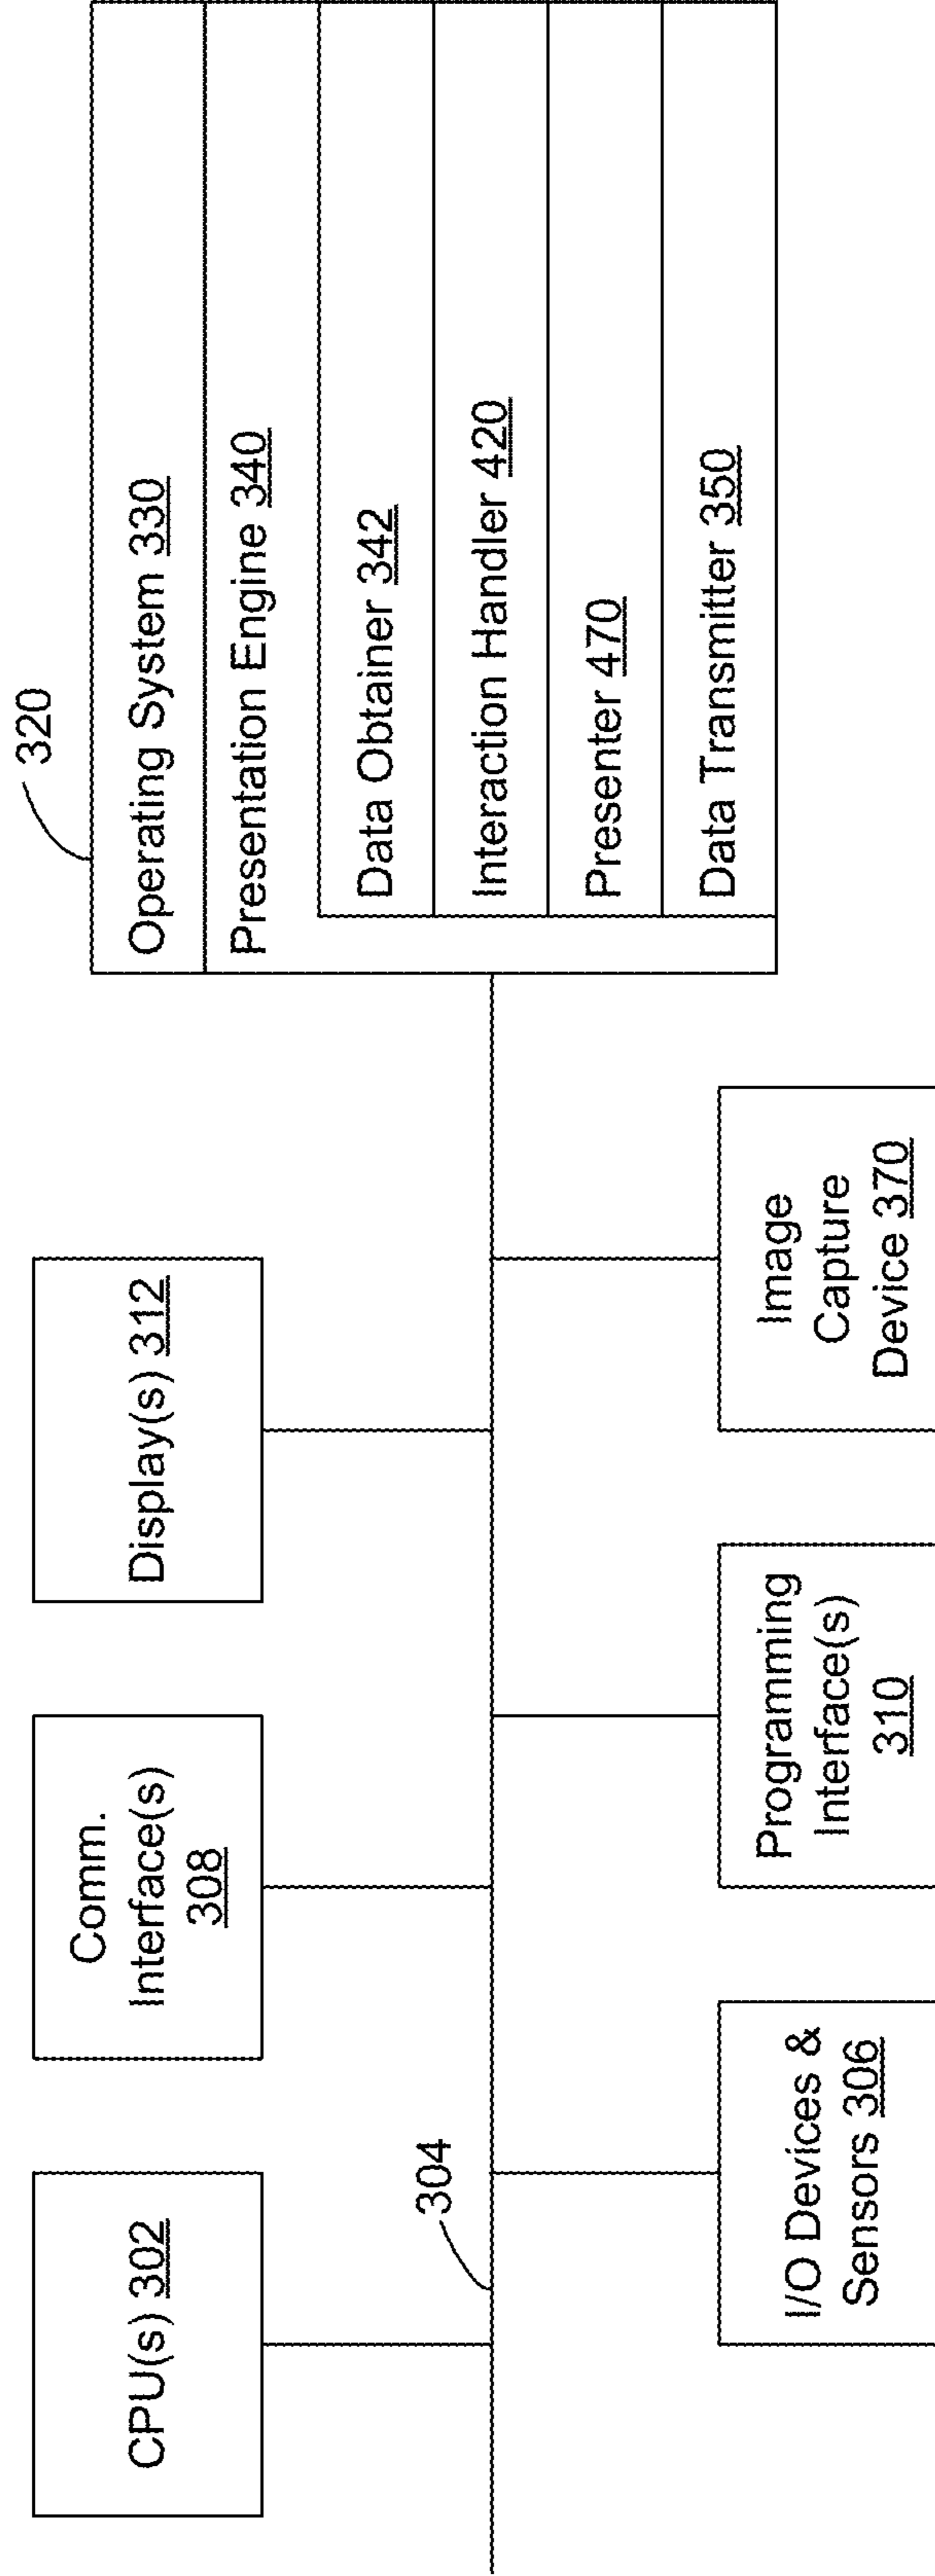 CPU(s) 302
Comm.
Interface(s)
308
Display(s) 312
304
I/O Devices &
Sensors 306
Programming
Interface(s)
310
Image
Capture
Device 370
320
Operating System 330
Presentation Engine 340
Data Obtainer 342
Interaction Handler 420
Presenter 470
Data Transmitter 350